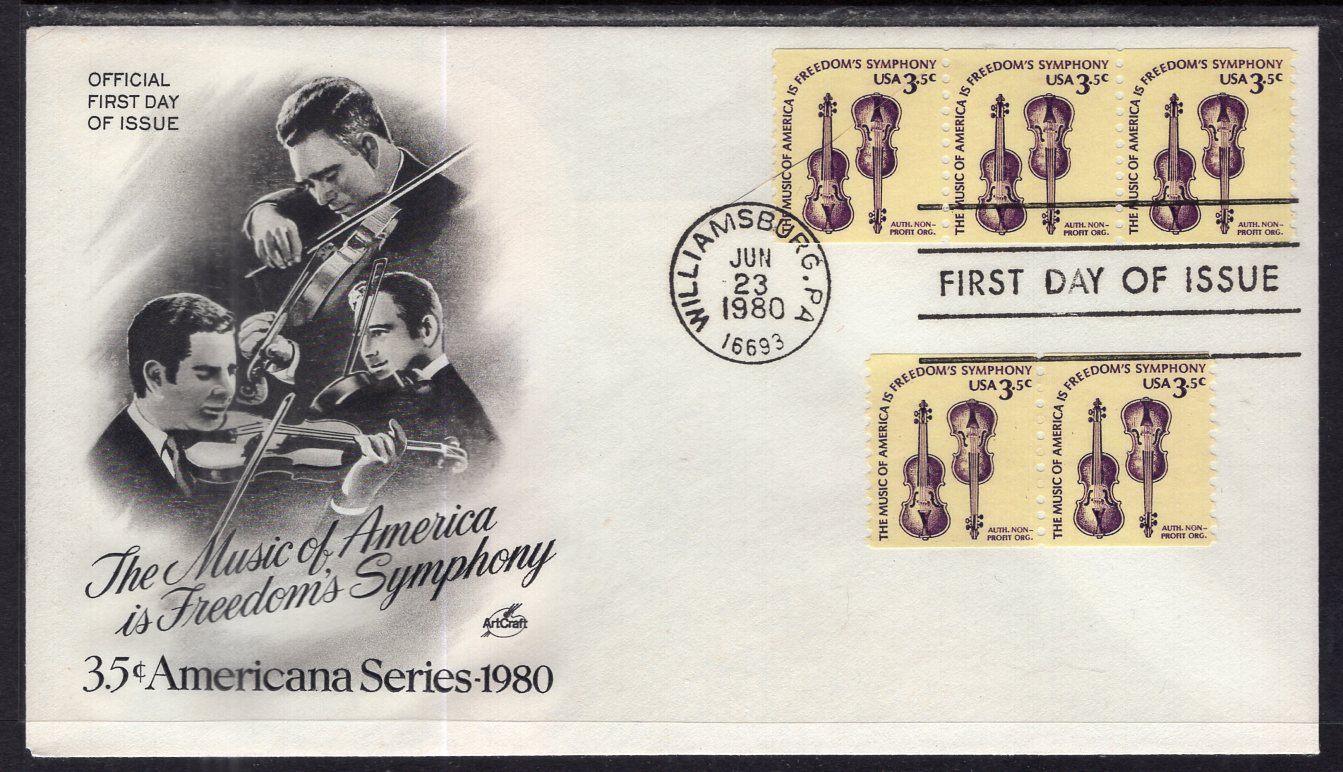 OFFICIAL
FIRST DAY
OF ISSUE
The Music of America
is Freedom's Symphony
ArtCraft
3.5¢ Americana Series-1980
THE MUSIC OF AMERICA IS FREEDOM'S SYMPHONY
USA 3.5c
AUTH. NON-
PROFIT ORG.
THE MUSIC OF AMERICA IS FREEDOM'S SYMPHONY
USA 3.5c
AUTH. NON-
PROFIT ORG.
THE MUSIC OF AMERICA IS FREEDOM'S SYMPHONY
USA 3.5c
AUTH. NON-
PROFIT ORG.
WILLIAMSBURG, PA
JUN
23
1980
16693
FIRST DAY OF ISSUE
THE MUSIC OF AMERICA IS FREEDOM'S SYMPHONY
USA 3.5c
AUTH. NON-
PROFIT ORG.
THE MUSIC OF AMERICA IS FREEDOM'S SYMPHONY
USA 3.5c
AUTH. NON-
PROFIT ORG.